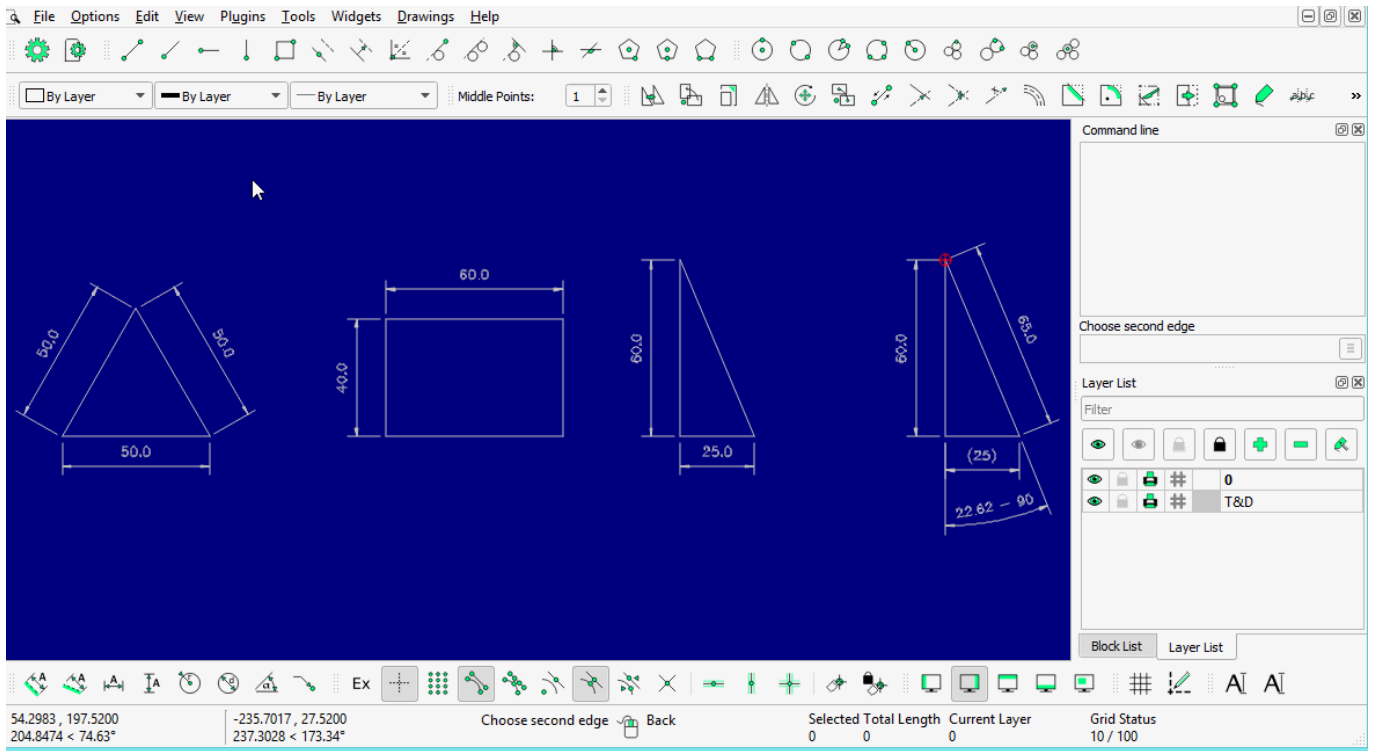 File Options Edit View Plugins Tools Widgets Drawings Help
By Layer By Layer By Layer Middle Points: 1
abc »
Command line
60.0
50.0 50.0
40.0
60.0
60.0
65.0
50.0
25.0
(25)
22.62 – 90
Choose second edge
Layer List
Filter
0
T&D
Block List Layer List
A A A A α Ex A A
54.2983 , 197.5200 -235.7017 , 27.5200 Choose second edge Back Selected Total Length Current Layer Grid Status
204.8474 < 74.63° 237.3028 < 173.34° 0 0 0 10 / 100